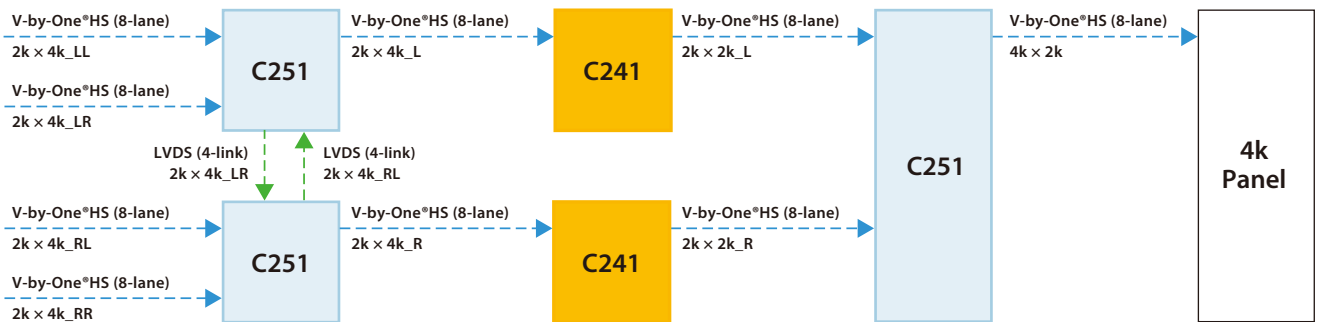 V-by-One®HS (8-lane)
2k × 4k_LL
V-by-One®HS (8-lane)
2k × 4k_LR
C251
V-by-One®HS (8-lane)
2k × 4k_L
C241
V-by-One®HS (8-lane)
2k × 2k_L
V-by-One®HS (8-lane)
4k × 2k
LVDS (4-link)
2k × 4k_LR
LVDS (4-link)
2k × 4k_RL
C251
4k
Panel
V-by-One®HS (8-lane)
2k × 4k_RL
V-by-One®HS (8-lane)
2k × 4k_RR
C251
V-by-One®HS (8-lane)
2k × 4k_R
C241
V-by-One®HS (8-lane)
2k × 2k_R